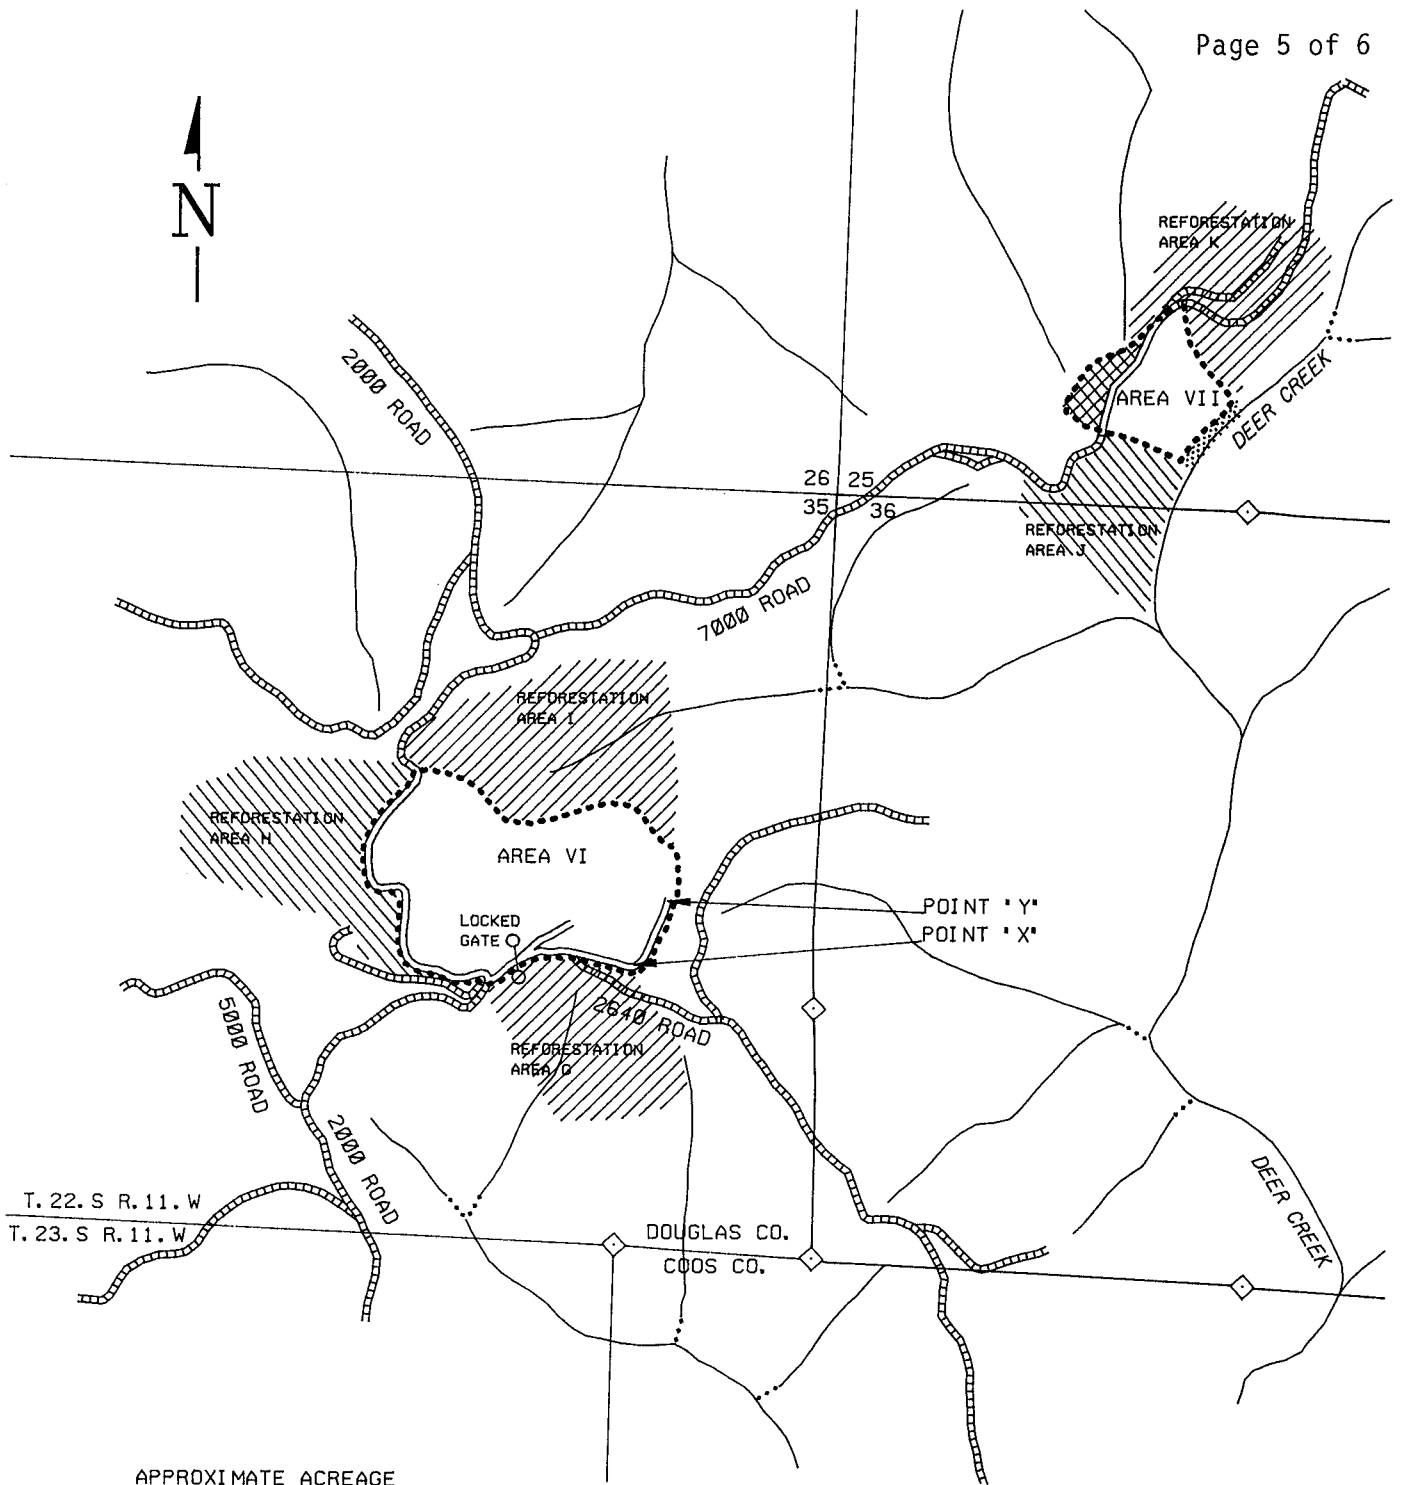 Page 5 of 6
N
REFORESTATION
AREA K
2000 ROAD
AREA VII
DEER CREEK
26 25
35 36
REFORESTATION
AREA J
7000 ROAD
REFORESTATION
AREA I
REFORESTATION
AREA H
AREA VI
POINT "Y"
LOCKED
GATE
POINT "X"
5000 ROAD
2640 ROAD
REFORESTATION
AREA G
2000 ROAD
DEER CREEK
T.22.S R.11.W
T.23.S R.11.W
DOUGLAS CO.
COOS CO.
APPROXIMATE ACREAGE